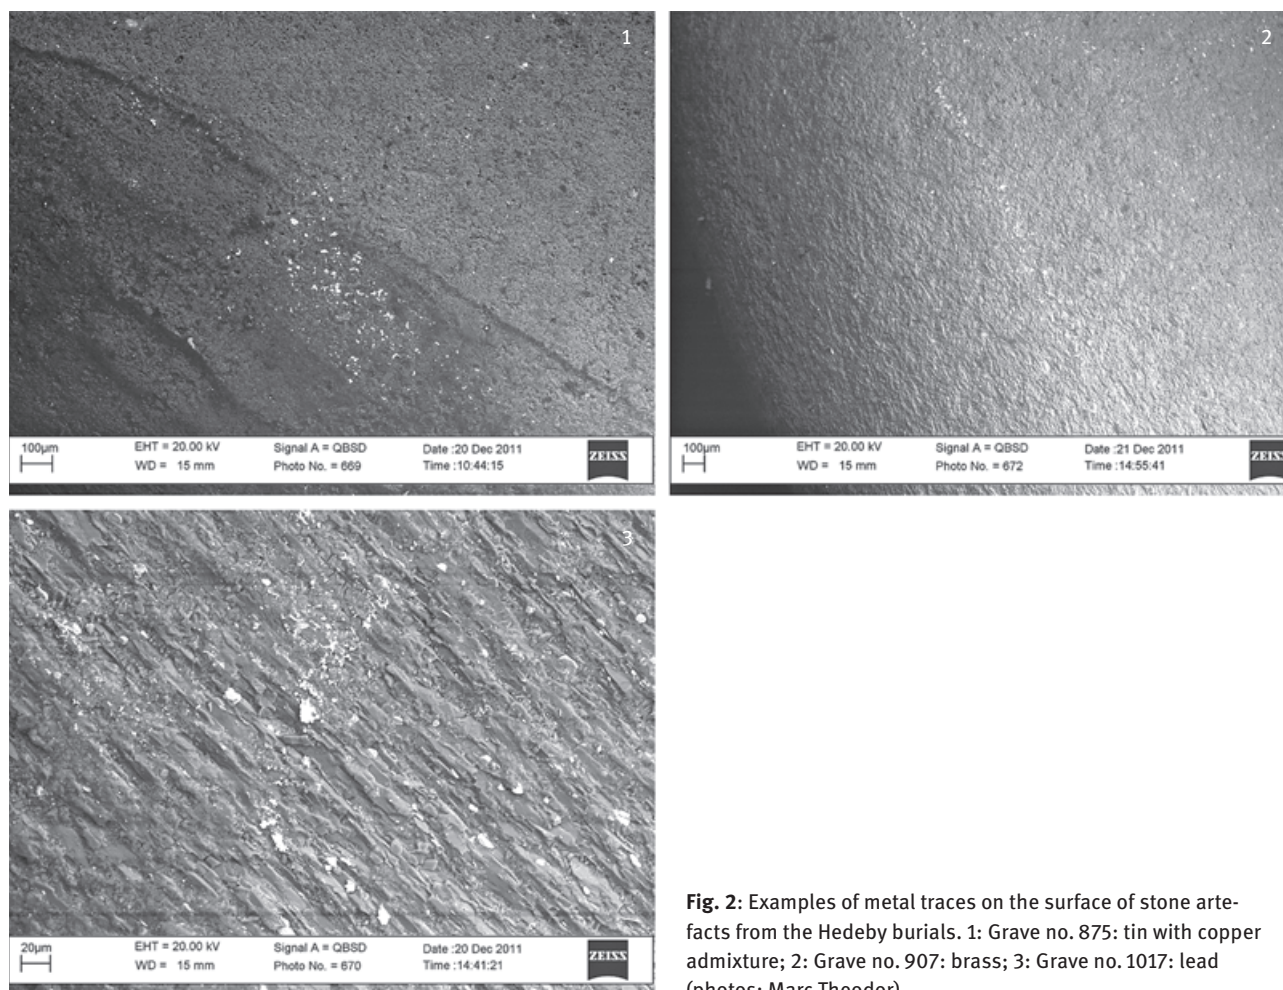 1
100µm
EHT = 20.00 kV
Signal A = QBSD
Date :20 Dec 2011
WD = 15 mm
Photo No. = 669
Time :10:44:15
ZEISS
2
100µm
EHT = 20.00 kV
Signal A = QBSD
Date :21 Dec 2011
WD = 15 mm
Photo No. = 672
Time :14:55:41
ZEISS
3
20µm
EHT = 20.00 kV
Signal A = QBSD
Date :20 Dec 2011
WD = 15 mm
Photo No. = 670
Time :14:41:21
ZEISS
Fig. 2: Examples of metal traces on the surface of stone arte-
facts from the Hedeby burials. 1: Grave no. 875: tin with copper
admixture; 2: Grave no. 907: brass; 3: Grave no. 1017: lead
(photos: Mars Theodor)